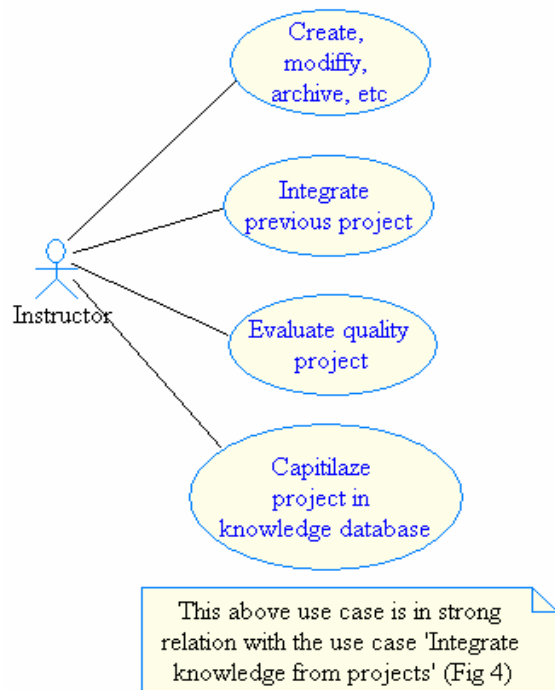 Create,
modiffy,
archive, etc
Integrate
previous project
Instructor
Evaluate quality
project
Capitilaze
project in
knowledge database
This above use case is in strong
relation with the use case 'Integrate
knowledge from projects' (Fig 4)